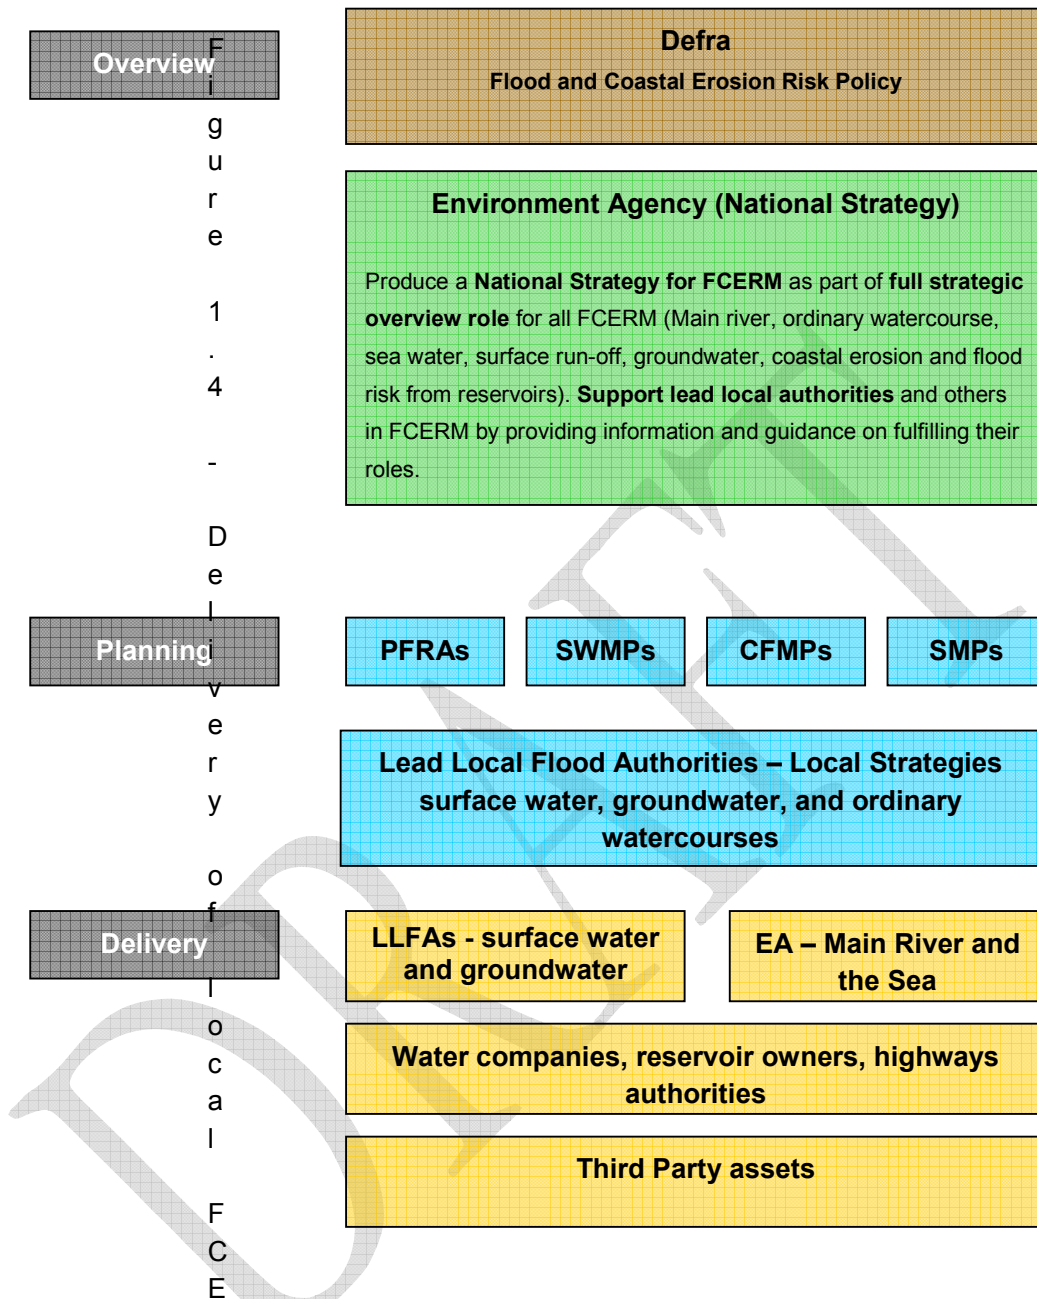 Overview
Defra
Flood and Coastal Erosion Risk Policy
Environment Agency (National Strategy)
Produce a National Strategy for FCERM as part of full strategic
overview role for all FCERM (Main river, ordinary watercourse,
sea water, surface run-off, groundwater, coastal erosion and flood
risk from reservoirs). Support lead local authorities and others
in FCERM by providing information and guidance on fulfilling their
roles.
Planning
PFRAs
SWMPs
CFMPs
SMPs
Lead Local Flood Authorities – Local Strategies
surface water, groundwater, and ordinary
watercourses
Delivery
LLFAs - surface water
and groundwater
EA – Main River and
the Sea
Water companies, reservoir owners, highways
authorities
Third Party assets
Figure 1.4 - Delivery of local FCE
DRAFT